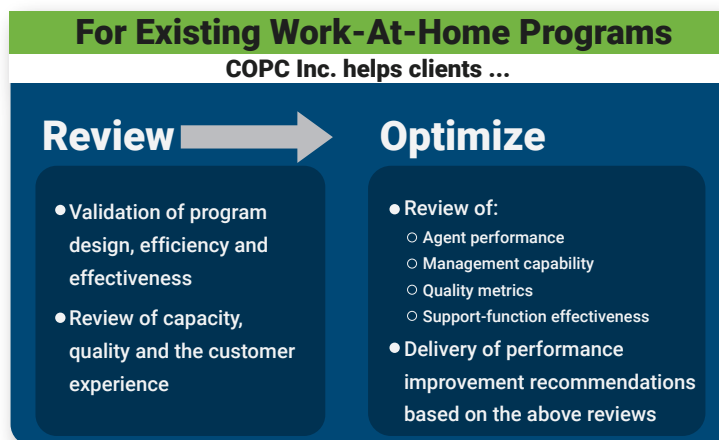 For Existing Work-At-Home Programs
COPC Inc. helps clients ...
Review
Optimize
• Validation of program
design, efficiency and
effectiveness
• Review of capacity,
quality and the customer
experience
• Review of:
○ Agent performance
○ Management capability
○ Quality metrics
○ Support-function effectiveness
• Delivery of performance
improvement recommendations
based on the above reviews